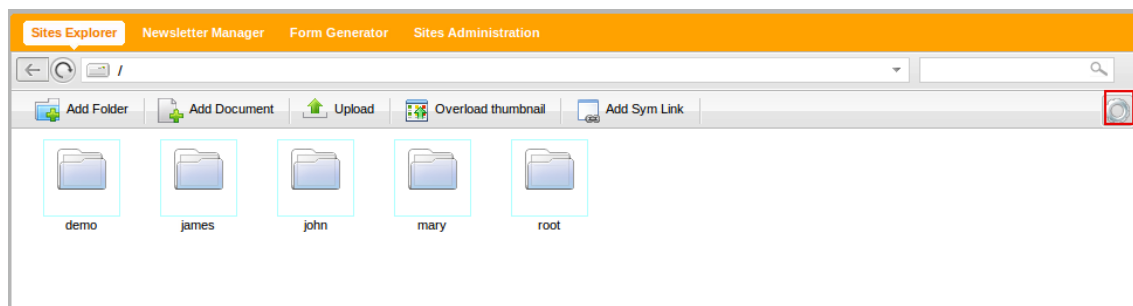 Sites Explorer Newsletter Manager Form Generator Sites Administration
/
Add Folder Add Document Upload Overload thumbnail Add Sym Link
demo james john mary root